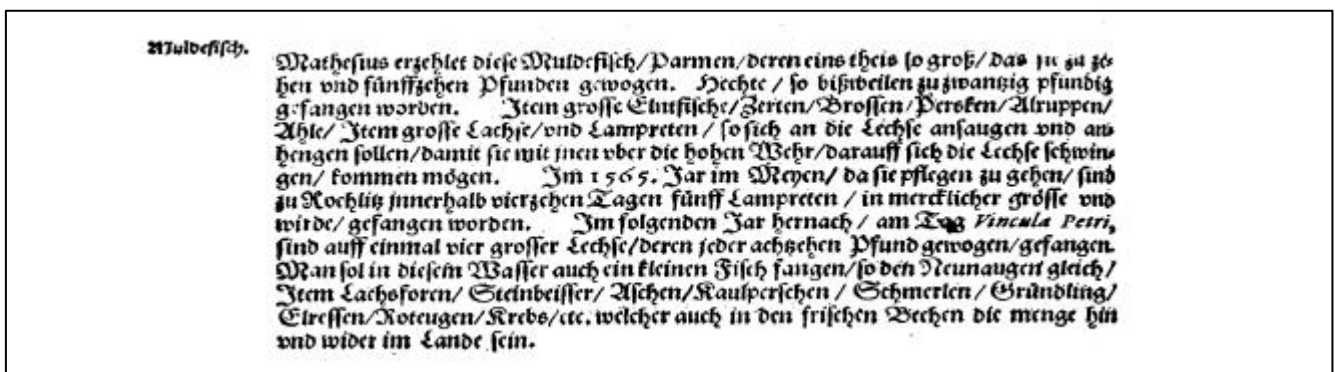 Muldefisch.
Mathesius erzehlet diese Muldefisch/Parmen/deren eins theis so groß/das jn zu ze-
hen vnd fünffzehen Pfunden gewogen. Hechte / so bißweilen zu zwantzig pfundig
gefangen worden. Item grosse Elntfische/Zerten/Brossen/Persken/Alruppen/
Ahle/ Item grosse Lachse/vnd Lampreten / so sich an die Lechse ansaugen vnd an-
hengen sollen/damit sie mit jnen vber die hohen Wehr/darauff sich die Lechse schwin-
gen/ kommen mögen. Im 1565. Jar im Meyen/ da sie pflegen zu gehen/ sind
zu Rochlitz jnnerhalb vierzehen Tagen fünff Lampreten / in mercklicher grösse vnd
wirde/ gefangen worden. Im folgenden Jar hernach / am Tag Vincula Petri,
sind auff einmal vier grosser Lechse/deren jeder achtzehen Pfund gewogen/gefangen.
Man sol in diesem Wasser auch ein kleinen Fisch fangen/so den Neunaugen gleich/
Item Lachsforen/ Steinbeisser/ Aschen/Kaulperschen / Schmerlen / Gründling/
Elressen/Roteugen/Krebs/etc. welcher auch in den frischen Bechen die menge hin
vnd wider im Lande sein.